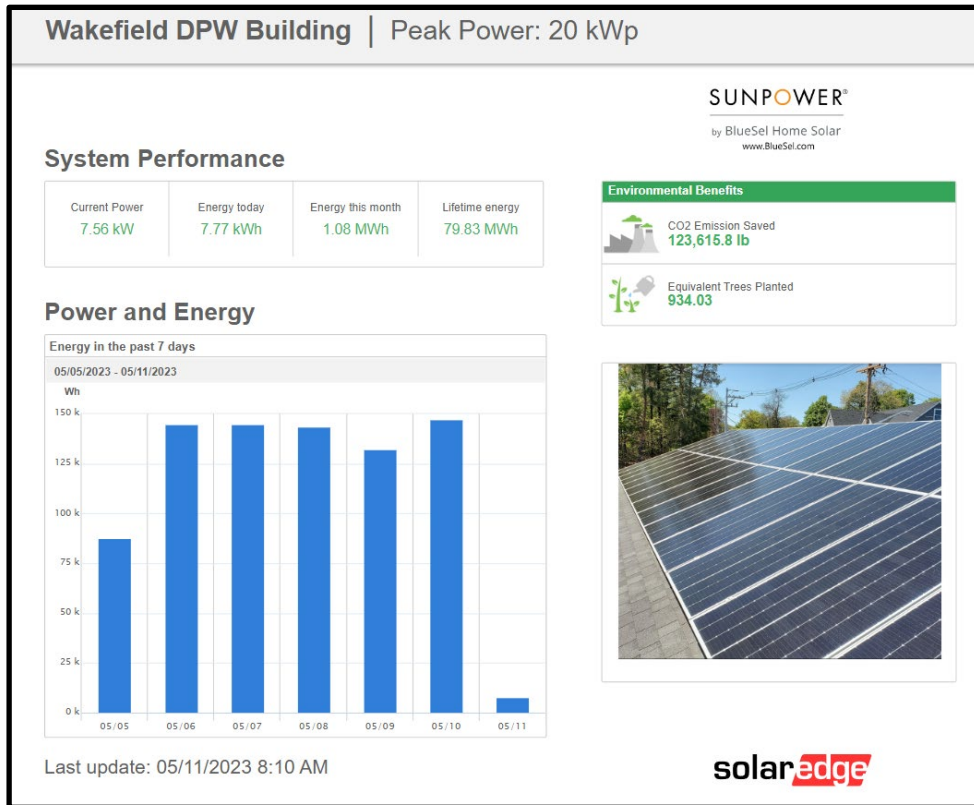 Wakefield DPW Building | Peak Power: 20 kWp
SUNPOWER®
by BlueSel Home Solar
www.BlueSel.com
System Performance
Current Power
7.56 kW
Energy today
7.77 kWh
Energy this month
1.08 MWh
Lifetime energy
79.83 MWh
Environmental Benefits
CO2 Emission Saved
123,615.8 lb
Equivalent Trees Planted
934.03
Power and Energy
Energy in the past 7 days
05/05/2023 - 05/11/2023
Wh
150 k
125 k
100 k
75 k
50 k
25 k
0 k
05/05 05/06 05/07 05/08 05/09 05/10 05/11
Last update: 05/11/2023 8:10 AM
solaredge